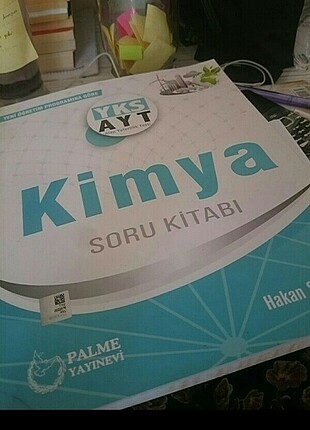 YENİ ÖĞRETİM PROGRAMINA GÖRE
YKS
AYT
Kimya
SORU KİTABI
Hakan
PALME
YAYINEVİ